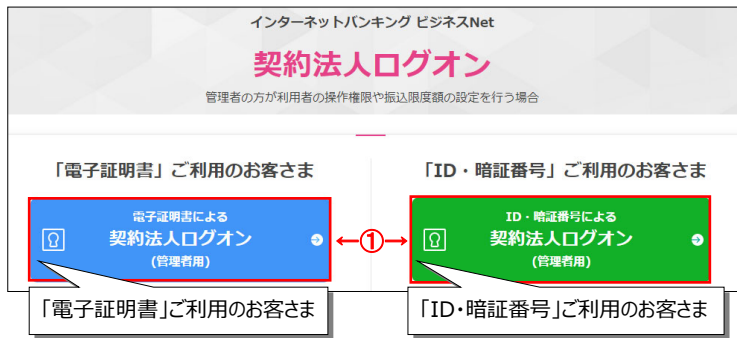 インターネットバンキング ビジネスNet
契約法人ログオン
管理者の方が利用者の操作権限や振込限度額の設定を行う場合
「電子証明書」ご利用のお客さま
「ID・暗証番号」ご利用のお客さま
電子証明書による
契約法人ログオン
(管理者用)
←①→
ID・暗証番号による
契約法人ログオン
(管理者用)
「電子証明書」ご利用のお客さま
「ID・暗証番号」ご利用のお客さま